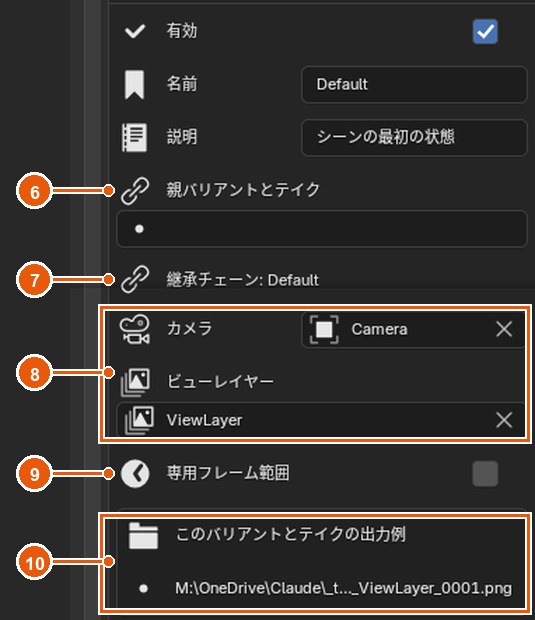 有効
名前 Default
説明 シーンの最初の状態
6 親バリアントとテイク
7 継承チェーン: Default
カメラ Camera
8 ビューレイヤー
ViewLayer
9 専用フレーム範囲
このバリアントとテイクの出力例
10
M:\OneDrive\Claude\_t..._ViewLayer_0001.png